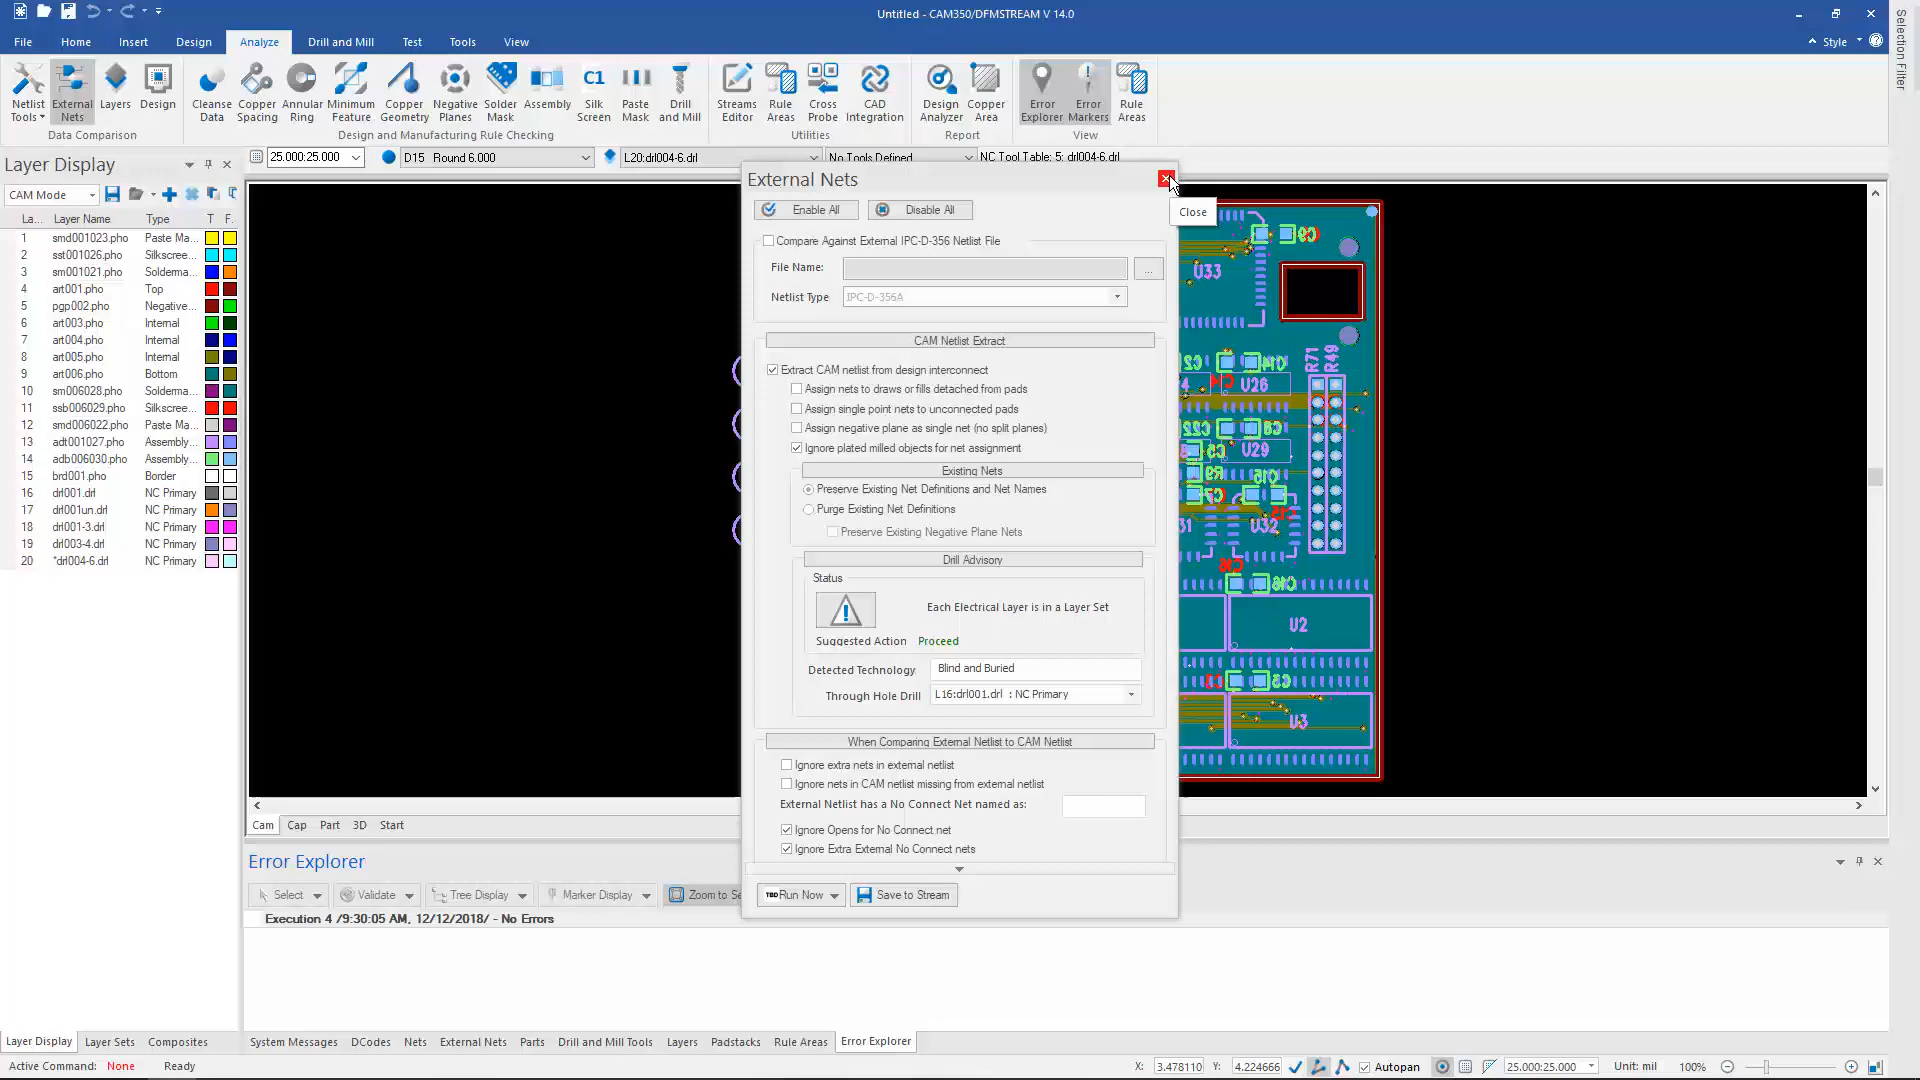 Untitled - CAM350/DFMSTREAM V 14.0
File Home Insert Design Analyze Drill and Mill Test Tools View
Style
Selection Filter
Netlist Tools
External Nets
Layers
Design
Data Comparison
Cleanse Data
Copper Spacing
Annular Ring
Minimum Feature
Copper Geometry
Negative Planes
Solder Mask
Assembly
C1
Silk Screen
Paste Mask
Drill and Mill
Design and Manufacturing Rule Checking
Streams Editor
Rule Areas
Cross Probe
CAD Integration
Utilities
Design Analyzer
Copper Area
Report
Error Explorer
Error Markers
Rule Areas
View
25.000:25.000 D15 Round 6.000 L20:drl004-6.drl No Tools Defined NC Tool Table: 5: drl004-6.drl
Layer Display
CAM Mode
La... Layer Name Type T F.
1 smd001023.pho Paste Ma...
2 sst001026.pho Silkscree...
3 sm001021.pho Solderma...
4 art001.pho Top
5 pgp002.pho Negative...
6 art003.pho Internal
7 art004.pho Internal
8 art005.pho Internal
9 art006.pho Bottom
10 sm006028.pho Solderma...
11 ssb006029.pho Silkscree...
12 smd006022.pho Paste Ma...
13 adt001027.pho Assembly...
14 adb006030.pho Assembly...
15 brd001.pho Border
16 drl001.drl NC Primary
17 drl001un.drl NC Primary
18 drl001-3.drl NC Primary
19 drl003-4.drl NC Primary
20 *drl004-6.drl NC Primary
External Nets
Close
Enable All Disable All
Compare Against External IPC-D-356 Netlist File
File Name: ...
Netlist Type IPC-D-356A
CAM Netlist Extract
Extract CAM netlist from design interconnect
Assign nets to draws or fills detached from pads
Assign single point nets to unconnected pads
Assign negative plane as single net (no split planes)
Ignore plated milled objects for net assignment
Existing Nets
Preserve Existing Net Definitions and Net Names
Purge Existing Net Definitions
Preserve Existing Negative Plane Nets
Drill Advisory
Status
Each Electrical Layer is in a Layer Set
Suggested Action Proceed
Detected Technology Blind and Buried
Through Hole Drill L16:drl001.drl : NC Primary
When Comparing External Netlist to CAM Netlist
Ignore extra nets in external netlist
Ignore nets in CAM netlist missing from external netlist
External Netlist has a No Connect Net named as:
Ignore Opens for No Connect net
Ignore Extra External No Connect nets
TBD Run Now Save to Stream
U33
R71 R49
U26
U29
U32
U2
U3
Cam Cap Part 3D Start
Error Explorer
Select Validate Tree Display Marker Display Zoom to Se
Execution 4 /9:30:05 AM, 12/12/2018/ - No Errors
Layer Display Layer Sets Composites
System Messages DCodes Nets External Nets Parts Drill and Mill Tools Layers Padstacks Rule Areas Error Explorer
Active Command: None Ready
X: 3.478110 Y: 4.224666 Autopan 25.000:25.000 Unit: mil 100%